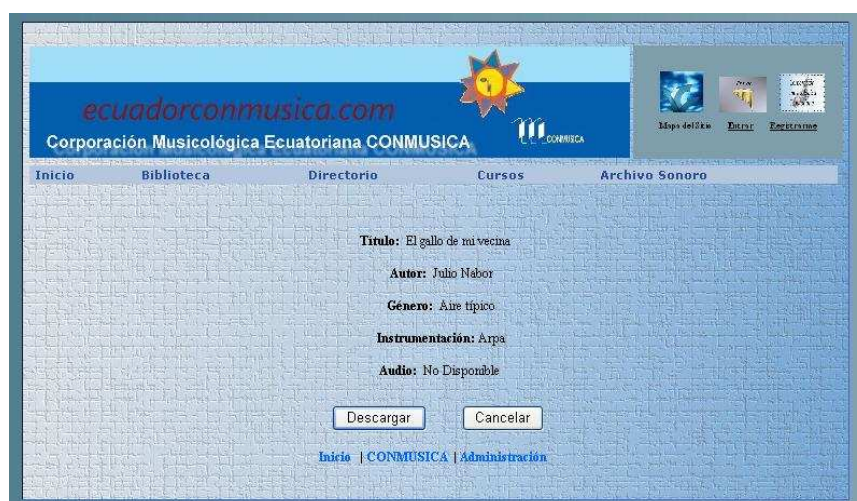 ecuadorconmusica.com
Corporación Musicológica Ecuatoriana CONMUSICA
CONMUSICA
Mapa del Sitio Entrar Registrarse
Inicio Biblioteca Directorio Cursos Archivo Sonoro
Título: El gallo de mi vecina
Autor: Julio Nabor
Género: Aire típico
Instrumentación: Arpa
Audio: No Disponible
Descargar Cancelar
Inicio | CONMUSICA | Administración